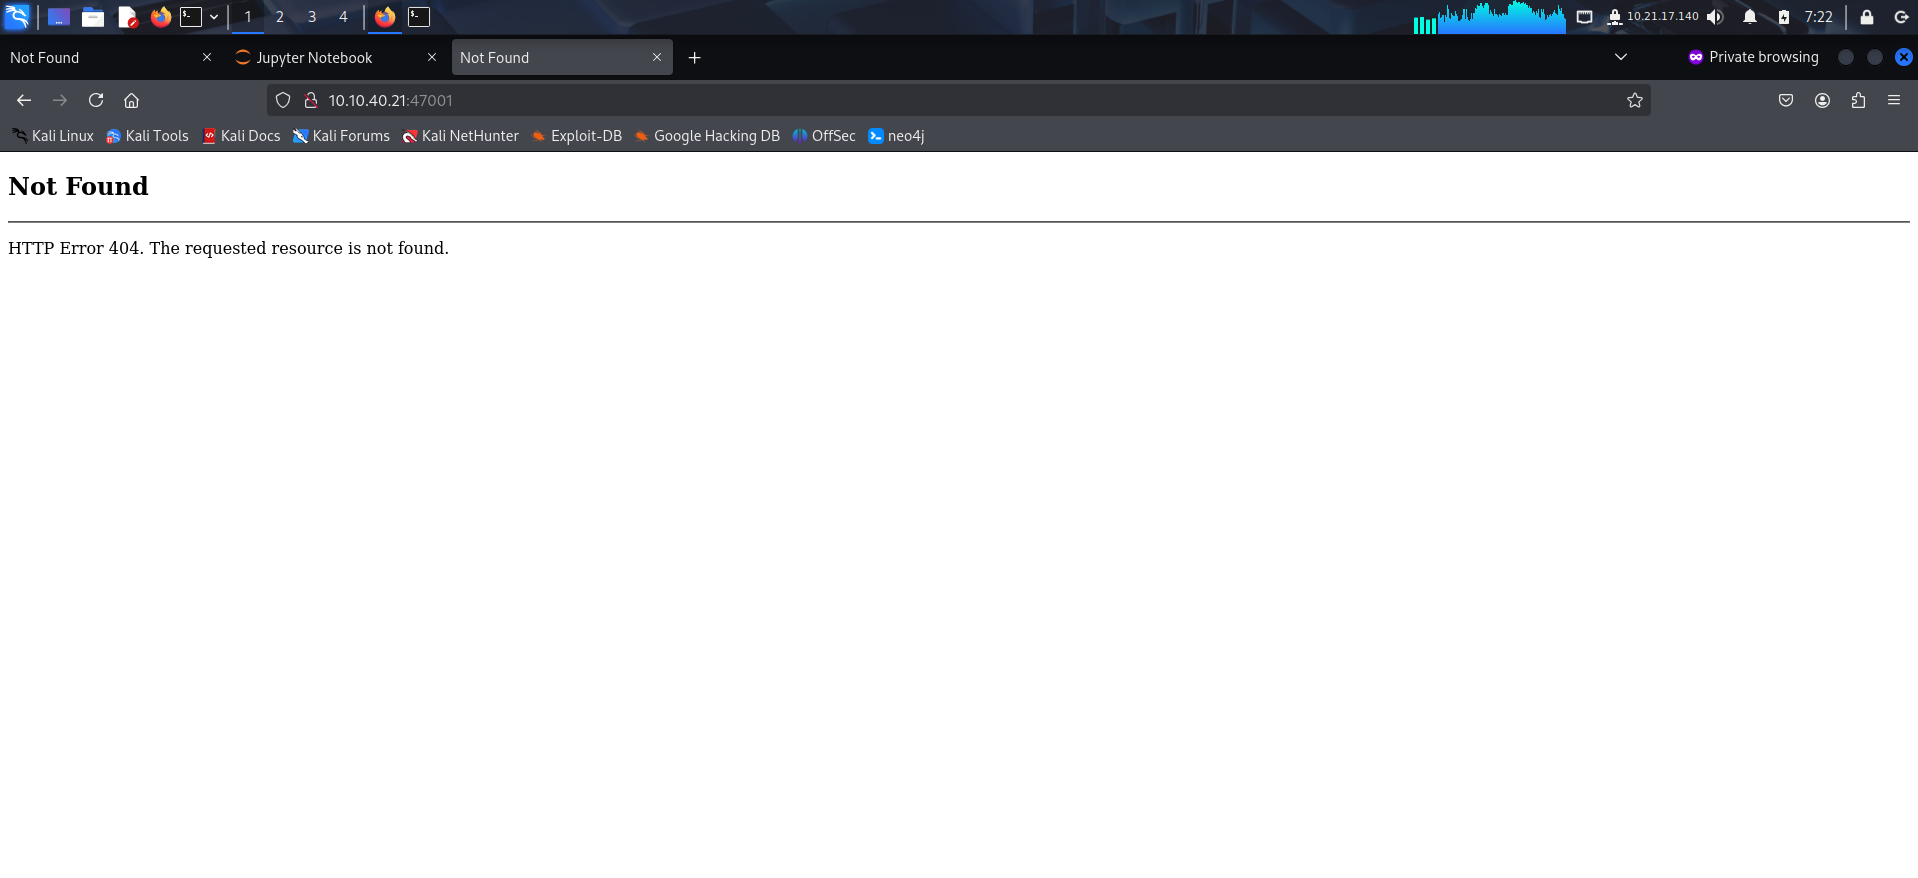 1 2 3 4 10.21.17.140 7:22
Not Found Jupyter Notebook Not Found Private browsing
10.10.40.21:47001
Kali Linux Kali Tools Kali Docs Kali Forums Kali NetHunter Exploit-DB Google Hacking DB OffSec neo4j
Not Found
HTTP Error 404. The requested resource is not found.